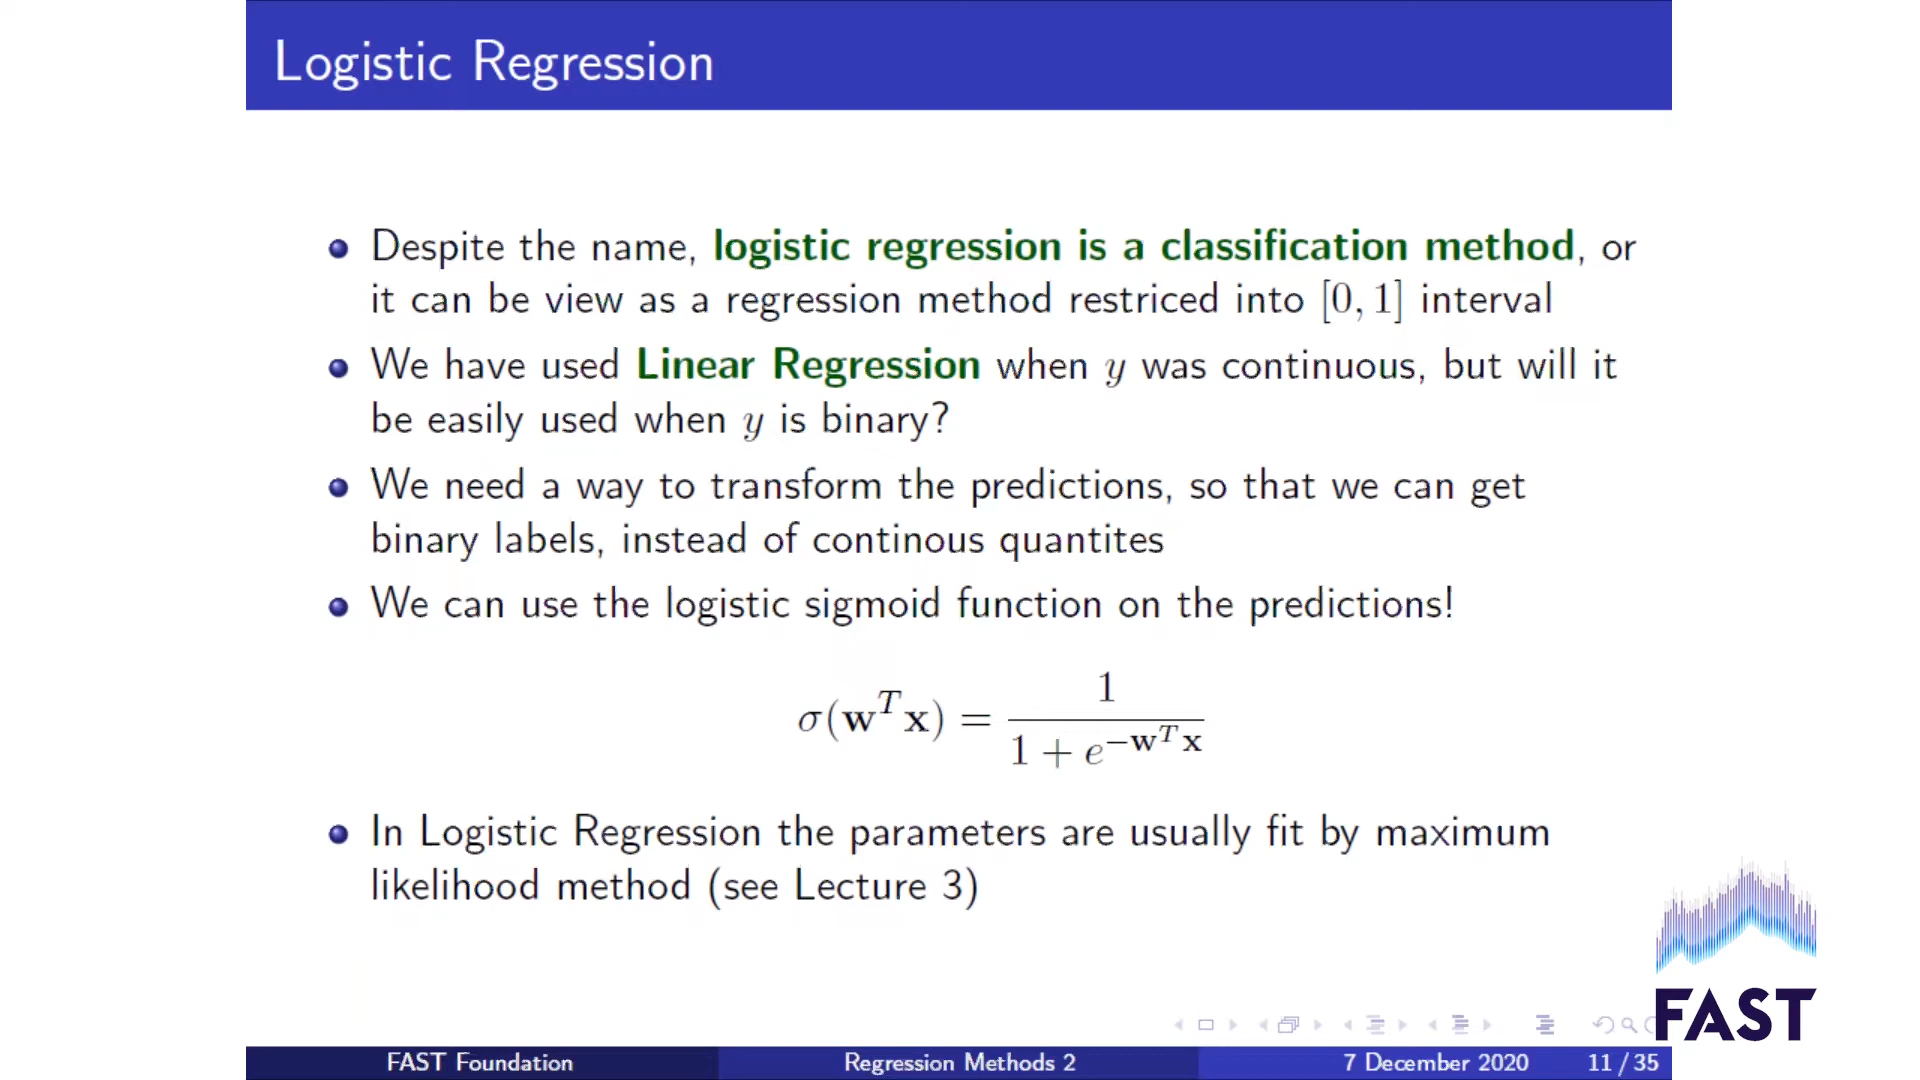 Logistic Regression
Despite the name, logistic regression is a classification method, or
it can be view as a regression method restriced into [0, 1] interval
We have used Linear Regression when y was continuous, but will it
be easily used when y is binary?
We need a way to transform the predictions, so that we can get
binary labels, instead of continous quantites
We can use the logistic sigmoid function on the predictions!
σ(w^T x) = 1 / (1 + e^{−w^T x})
In Logistic Regression the parameters are usually fit by maximum
likelihood method (see Lecture 3)
FAST
FAST Foundation Regression Methods 2 7 December 2020 11 / 35